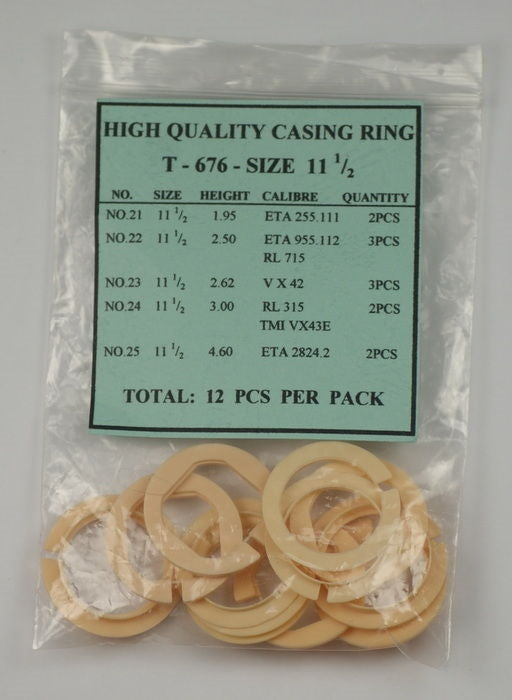 HIGH QUALITY CASING RING
T - 676 - SIZE 11 1/2
NO. SIZE HEIGHT CALIBRE QUANTITY
NO.21 11 1/2 1.95 ETA 255.111 2PCS
NO.22 11 1/2 2.50 ETA 955.112 3PCS
RL 715
NO.23 11 1/2 2.62 V X 42 3PCS
NO.24 11 1/2 3.00 RL 315 2PCS
TMI VX43E
NO.25 11 1/2 4.60 ETA 2824.2 2PCS
TOTAL: 12 PCS PER PACK